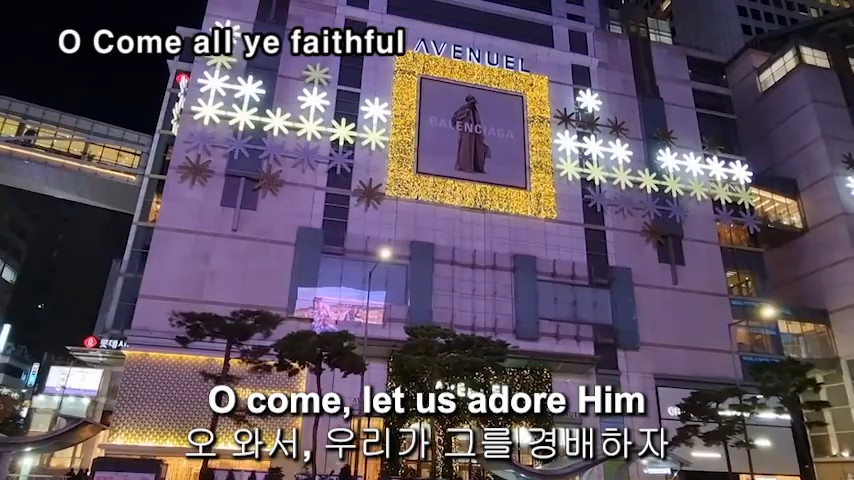 O Come all ye faithful
AVENUEL
BALENCIAGA
O come, let us adore Him
오 와서, 우리가 그를 경배하자